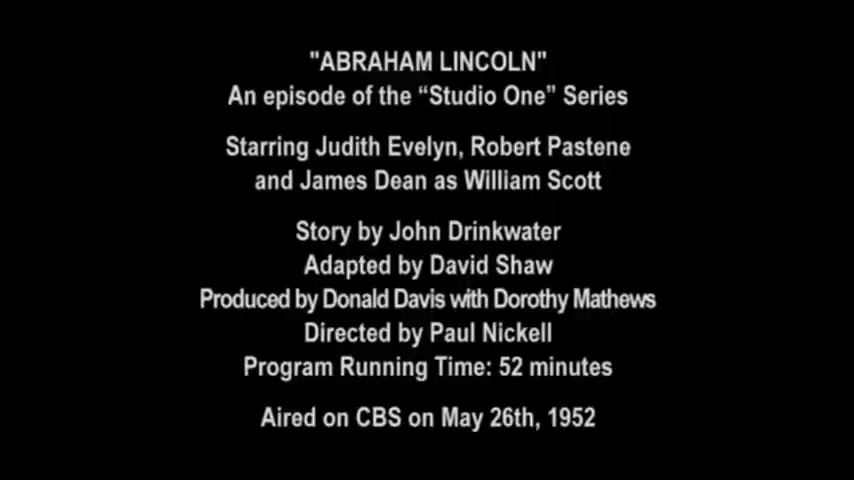 "ABRAHAM LINCOLN"
An episode of the “Studio One” Series
Starring Judith Evelyn, Robert Pastene
and James Dean as William Scott
Story by John Drinkwater
Adapted by David Shaw
Produced by Donald Davis with Dorothy Mathews
Directed by Paul Nickell
Program Running Time: 52 minutes
Aired on CBS on May 26th, 1952